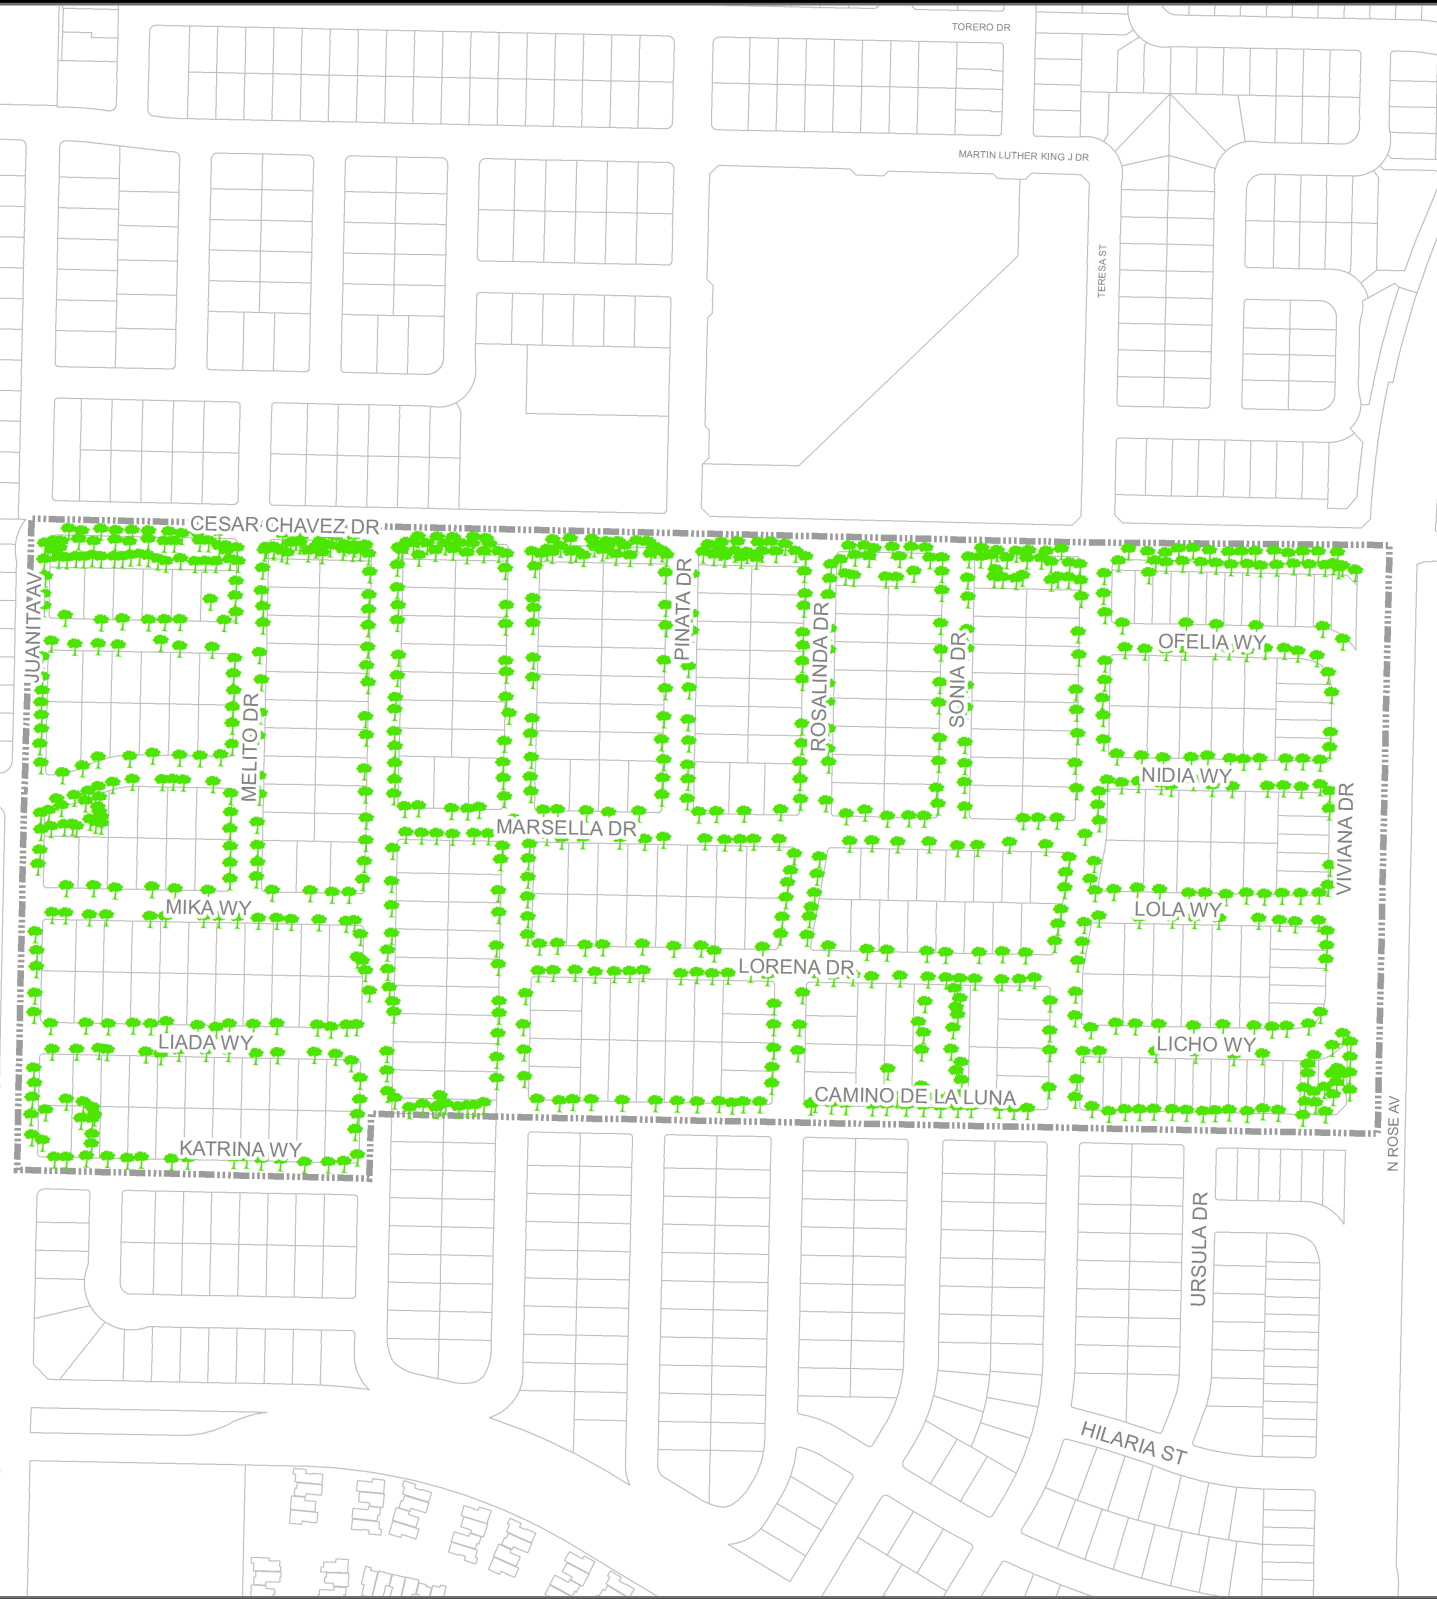 TORERO DR
MARTIN LUTHER KING J DR
TERESA ST
CESAR CHAVEZ DR
JUANITA AV
PINATA DR
ROSALINDA DR
SONIA DR
OFELIA WY
MELITO DR
NIDIA WY
VIVIANA DR
MARSELLA DR
MIKA WY
LOLA WY
LORENA DR
LIADA WY
LICHO WY
CAMINO DE LA LUNA
KATRINA WY
N ROSE AV
URSULA DR
HILARIA ST